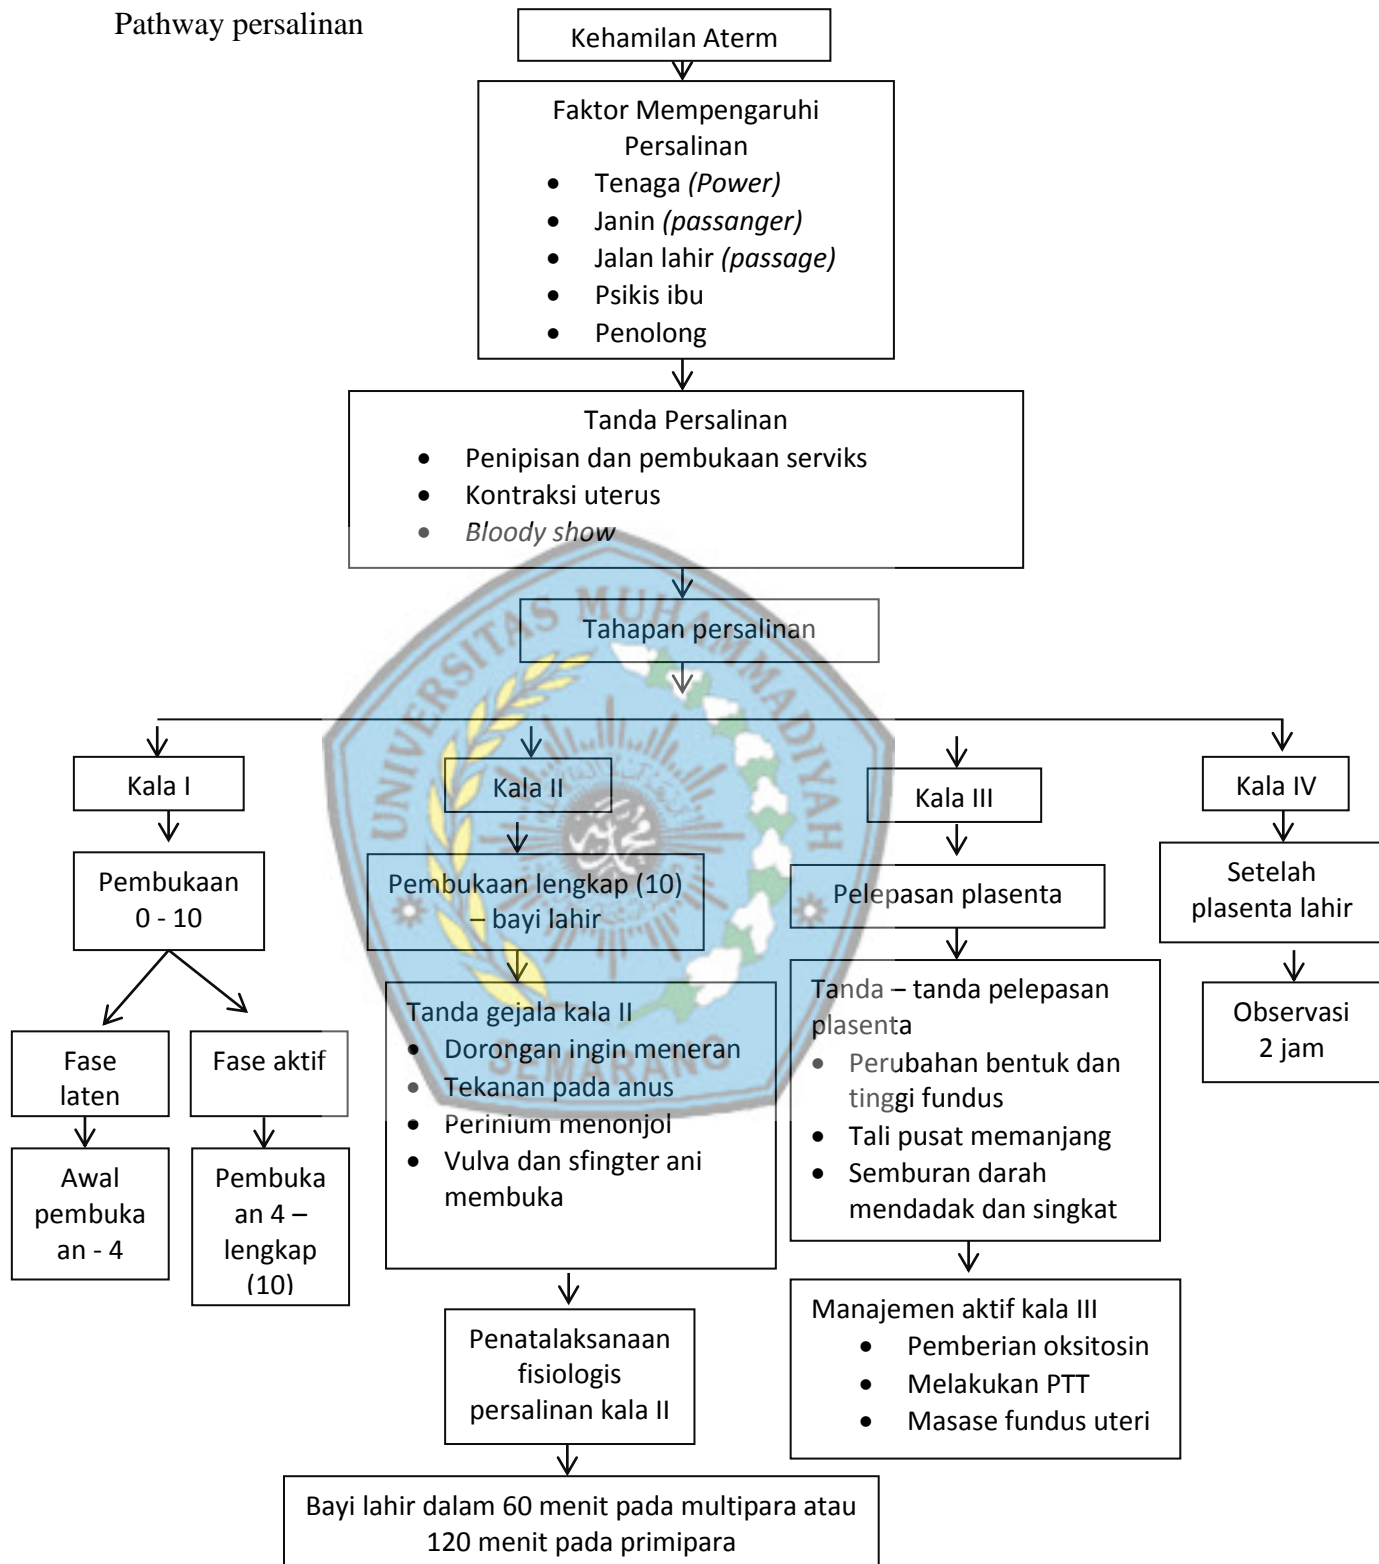 Pathway persalinan
Kehamilan Aterm
Faktor Mempengaruhi
Persalinan
• Tenaga (Power)
• Janin (passanger)
• Jalan lahir (passage)
• Psikis ibu
• Penolong
Tanda Persalinan
• Penipisan dan pembukaan serviks
• Kontraksi uterus
• Bloody show
Tahapan persalinan
UNIVERSITAS MUHAMMADIYAH
SEMARANG
Kala I
Pembukaan
0 - 10
Fase
laten
Awal
pembuka
an - 4
Fase aktif
Pembuka
an 4 –
lengkap
(10)
Kala II
Pembukaan lengkap (10)
– bayi lahir
Tanda gejala kala II
• Dorongan ingin meneran
• Tekanan pada anus
• Perinium menonjol
• Vulva dan sfingter ani
membuka
Penatalaksanaan
fisiologis
persalinan kala II
Bayi lahir dalam 60 menit pada multipara atau
120 menit pada primipara
Kala III
Pelepasan plasenta
Tanda – tanda pelepasan
plasenta
• Perubahan bentuk dan
tinggi fundus
• Tali pusat memanjang
• Semburan darah
mendadak dan singkat
Manajemen aktif kala III
• Pemberian oksitosin
• Melakukan PTT
• Masase fundus uteri
Kala IV
Setelah
plasenta lahir
Observasi
2 jam